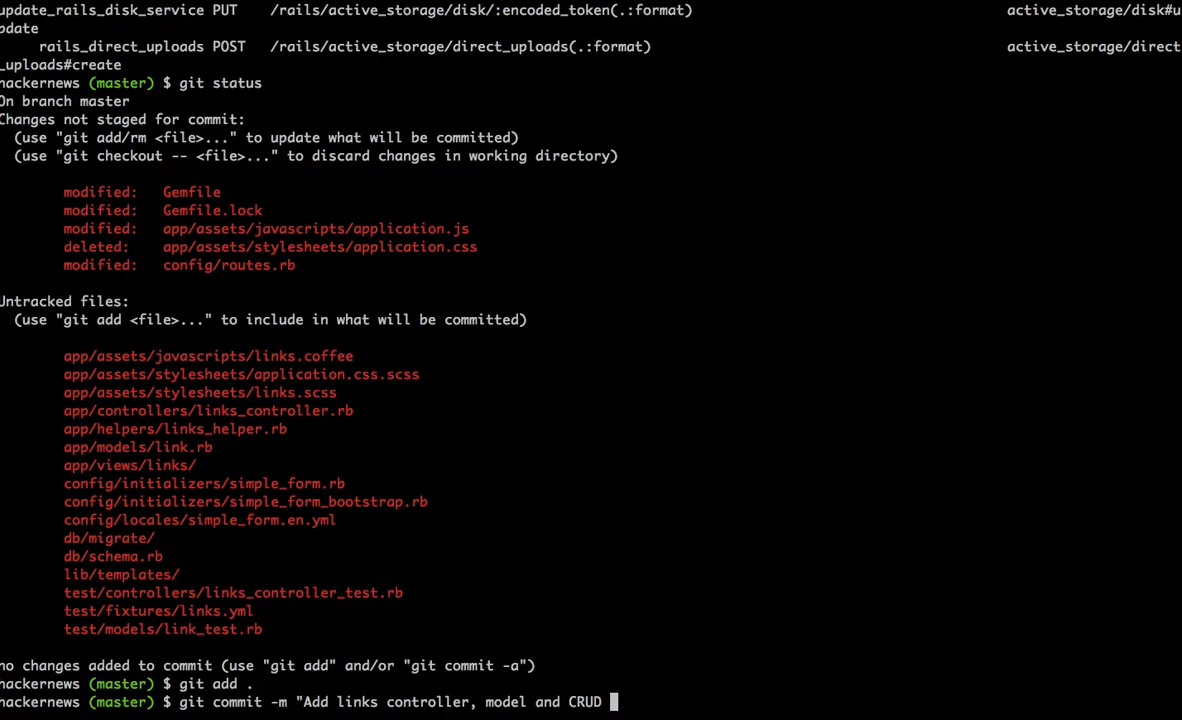 update_rails_disk_service PUT    /rails/active_storage/disk/:encoded_token(.:format)    active_storage/disk#u
pdate
rails_direct_uploads POST   /rails/active_storage/direct_uploads(.:format)    active_storage/direct
_uploads#create
hackernews (master) $ git status
On branch master
Changes not staged for commit:
(use "git add/rm <file>..." to update what will be committed)
(use "git checkout -- <file>..." to discard changes in working directory)
modified:   Gemfile
modified:   Gemfile.lock
modified:   app/assets/javascripts/application.js
deleted:    app/assets/stylesheets/application.css
modified:   config/routes.rb
Untracked files:
(use "git add <file>..." to include in what will be committed)
app/assets/javascripts/links.coffee
app/assets/stylesheets/application.css.scss
app/assets/stylesheets/links.scss
app/controllers/links_controller.rb
app/helpers/links_helper.rb
app/models/link.rb
app/views/links/
config/initializers/simple_form.rb
config/initializers/simple_form_bootstrap.rb
config/locales/simple_form.en.yml
db/migrate/
db/schema.rb
lib/templates/
test/controllers/links_controller_test.rb
test/fixtures/links.yml
test/models/link_test.rb
no changes added to commit (use "git add" and/or "git commit -a")
hackernews (master) $ git add .
hackernews (master) $ git commit -m "Add links controller, model and CRUD